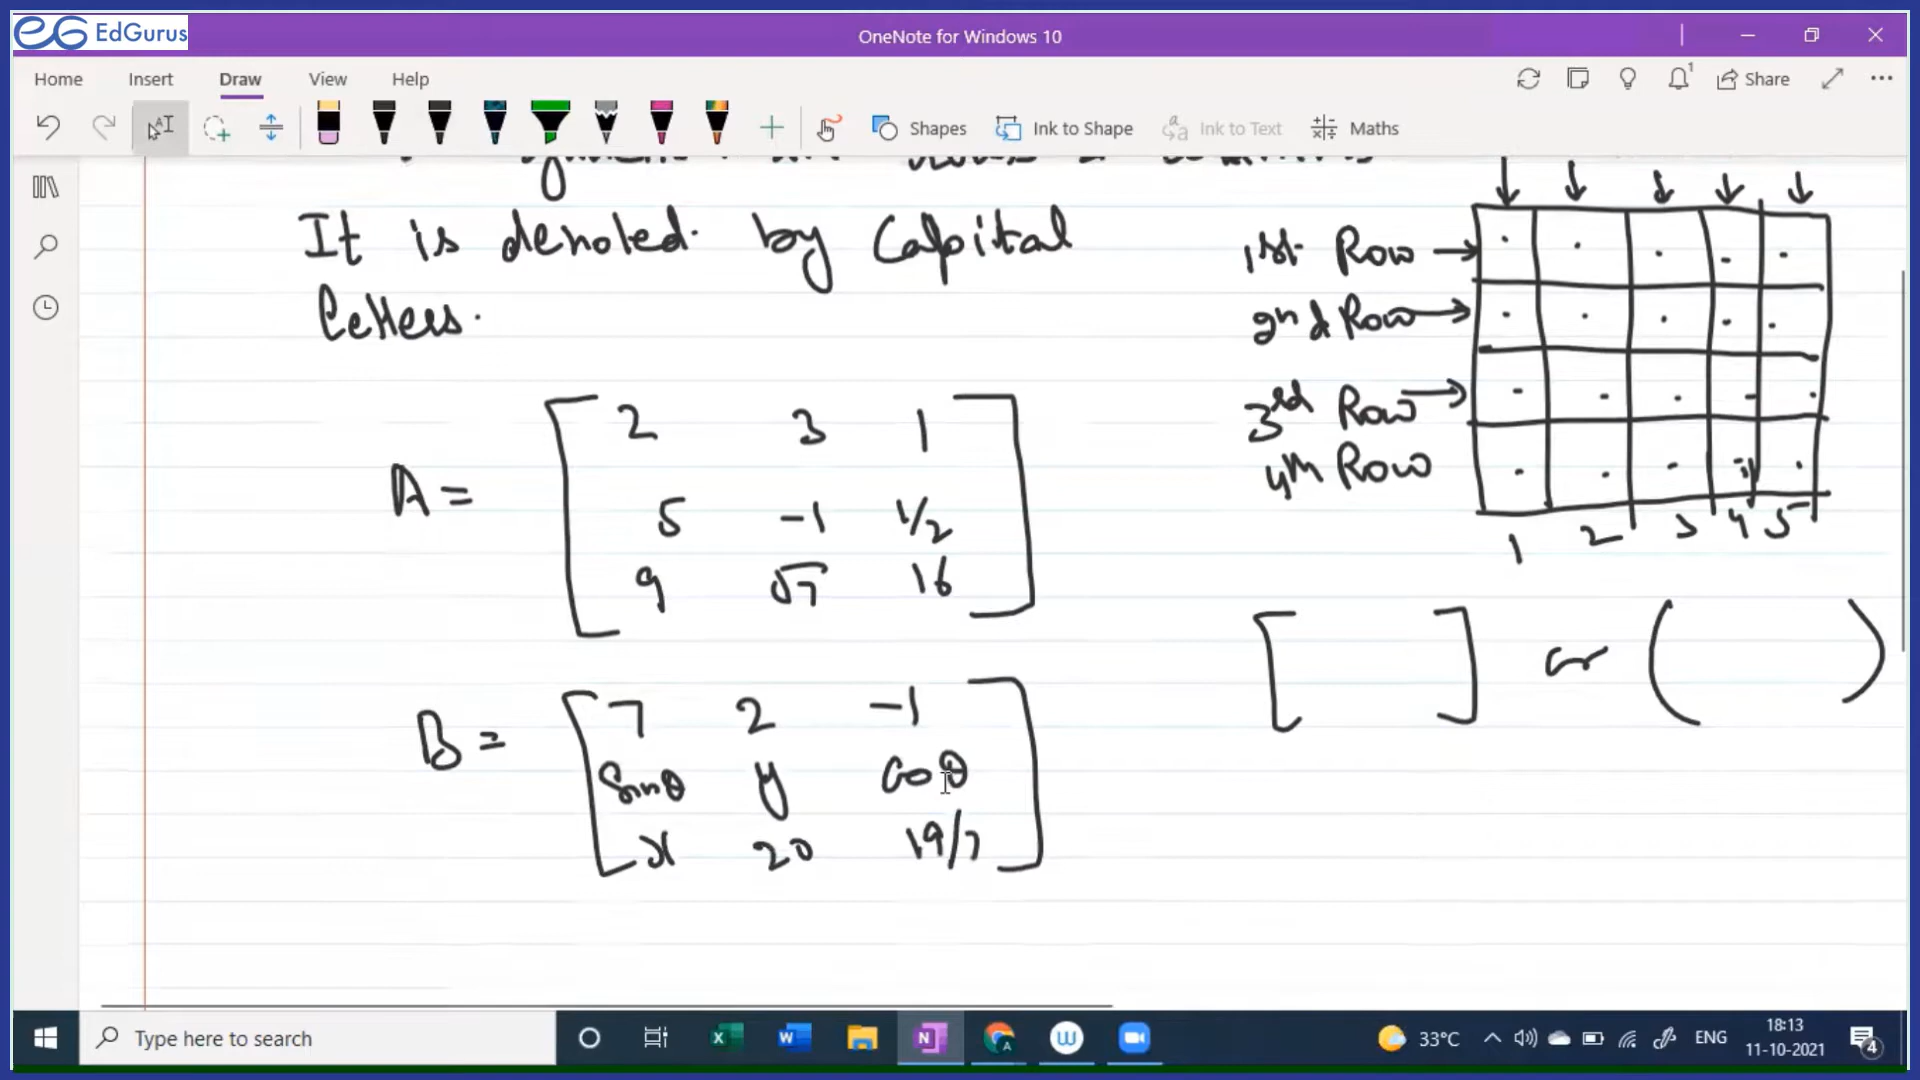 EdGurus
OneNote for Windows 10
Home Insert Draw View Help
Share
Shapes Ink to Shape Ink to Text Maths
It is denoted by Capital
Letters.
A =
2 3 1
5 -1 1/2
9 √7 16
B =
7 2 -1
Sinθ y Coθ
x 20 19/7
1st Row →
2nd Row →
3rd Row →
4th Row
1 2 3 4 5
[ ] or ( )
Type here to search
33°C
ENG
18:13
11-10-2021
4